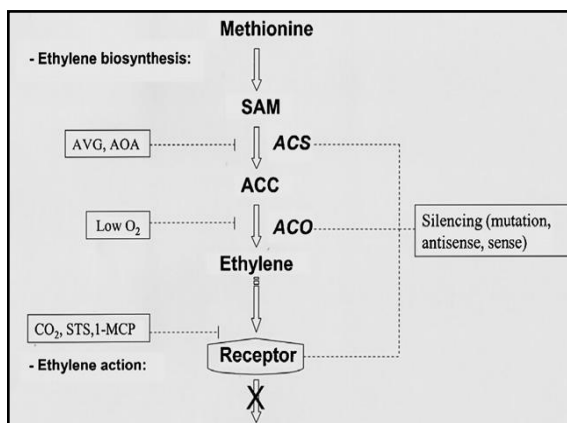 Methionine
- Ethylene biosynthesis:
SAM
AVG, AOA
ACS
ACC
Low O₂
ACO
Silencing (mutation,
antisense, sense)
Ethylene
CO₂, STS,1-MCP
Receptor
- Ethylene action:
X